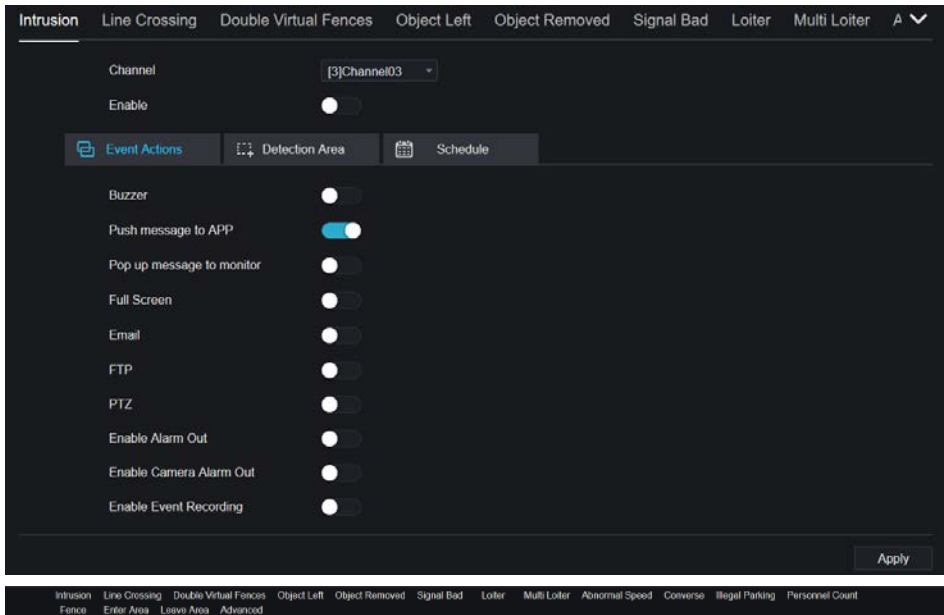 Intrusion Line Crossing Double Virtual Fences Object Left Object Removed Signal Bad Loiter Multi Loiter A
Channel [3]Channel03
Enable
Event Actions Detection Area Schedule
Buzzer
Push message to APP
Pop up message to monitor
Full Screen
Email
FTP
PTZ
Enable Alarm Out
Enable Camera Alarm Out
Enable Event Recording
Apply
Intrusion Line Crossing Double Virtual Fences Object Left Object Removed Signal Bad Loiter Multi Loiter Abnormal Speed Converse Illegal Parking Personnel Count
Fence Enter Area Leave Area Advanced